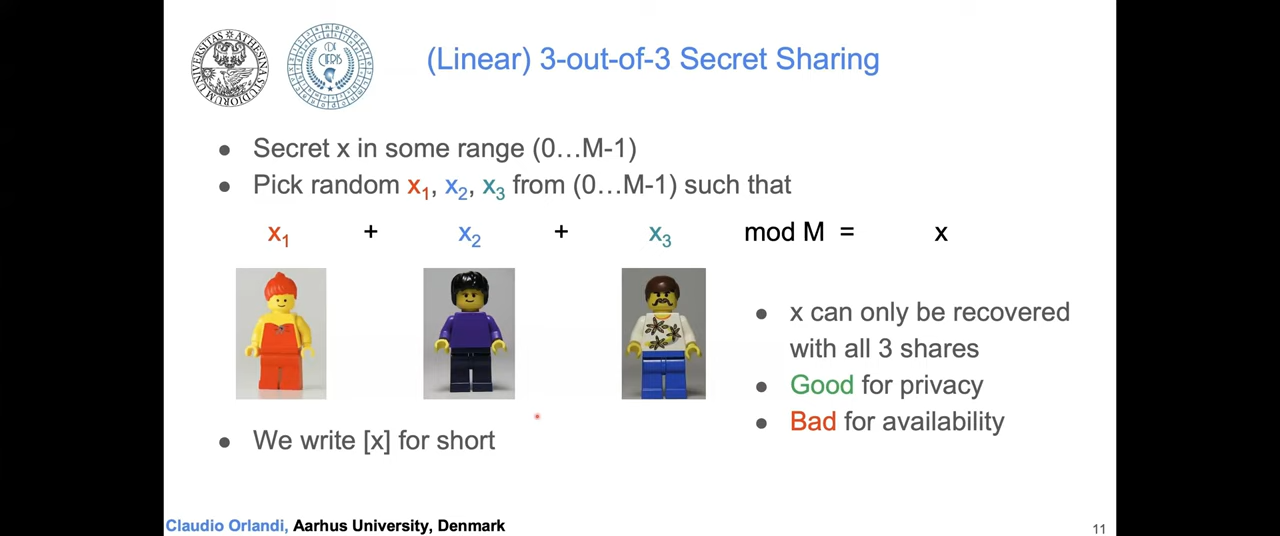 (Linear) 3-out-of-3 Secret Sharing
● Secret x in some range (0…M-1)
● Pick random x₁, x₂, x₃ from (0…M-1) such that
x₁ + x₂ + x₃ mod M = x
● x can only be recovered
with all 3 shares
● Good for privacy
● Bad for availability
● We write [x] for short
Claudio Orlandi, Aarhus University, Denmark
11